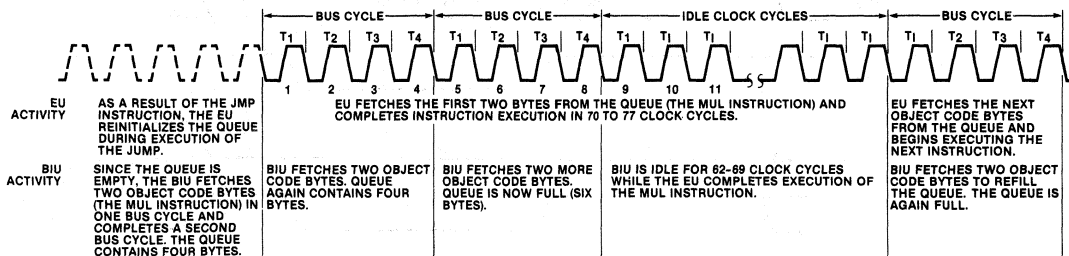 BUS CYCLE BUS CYCLE IDLE CLOCK CYCLES BUS CYCLE
T1 T2 T3 T4 T1 T2 T3 T4 TI TI TI TI TI TI T2 T3 T4
1 2 3 4 5 6 7 8 9 10 11
EU
ACTIVITY
AS A RESULT OF THE JMP
INSTRUCTION, THE EU
REINITIALIZES THE QUEUE
DURING EXECUTION OF
THE JUMP.
EU FETCHES THE FIRST TWO BYTES FROM THE QUEUE (THE MUL INSTRUCTION) AND
COMPLETES INSTRUCTION EXECUTION IN 70 TO 77 CLOCK CYCLES.
EU FETCHES THE NEXT
OBJECT CODE BYTES
FROM THE QUEUE AND
BEGINS EXECUTING THE
NEXT INSTRUCTION.
BIU
ACTIVITY
SINCE THE QUEUE IS
EMPTY, THE BIU FETCHES
TWO OBJECT CODE BYTES
(THE MUL INSTRUCTION) IN
ONE BUS CYCLE AND
COMPLETES A SECOND
BUS CYCLE. THE QUEUE
CONTAINS FOUR BYTES.
BIU FETCHES TWO OBJECT
CODE BYTES. QUEUE
AGAIN CONTAINS FOUR
BYTES.
BIU FETCHES TWO MORE
OBJECT CODE BYTES.
QUEUE IS NOW FULL (SIX
BYTES).
BIU IS IDLE FOR 62-69 CLOCK CYCLES
WHILE THE EU COMPLETES EXECUTION OF
THE MUL INSTRUCTION.
BIU FETCHES TWO OBJECT
CODE BYTES TO REFILL
THE QUEUE. THE QUEUE IS
AGAIN FULL.